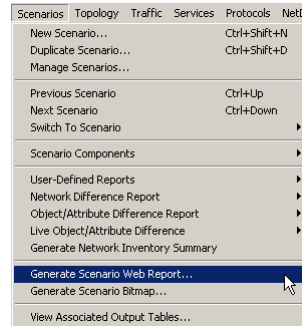 Scenarios Topology Traffic Services Protocols
New Scenario... Ctrl+Shift+N
Duplicate Scenario... Ctrl+Shift+D
Manage Scenarios...
Previous Scenario Ctrl+Up
Next Scenario Ctrl+Down
Switch To Scenario
Scenario Components
User-Defined Reports
Network Difference Report
Object/Attribute Difference Report
Live Object/Attribute Difference
Generate Network Inventory Summary
Generate Scenario Web Report...
Generate Scenario Bitmap...
View Associated Output Tables...